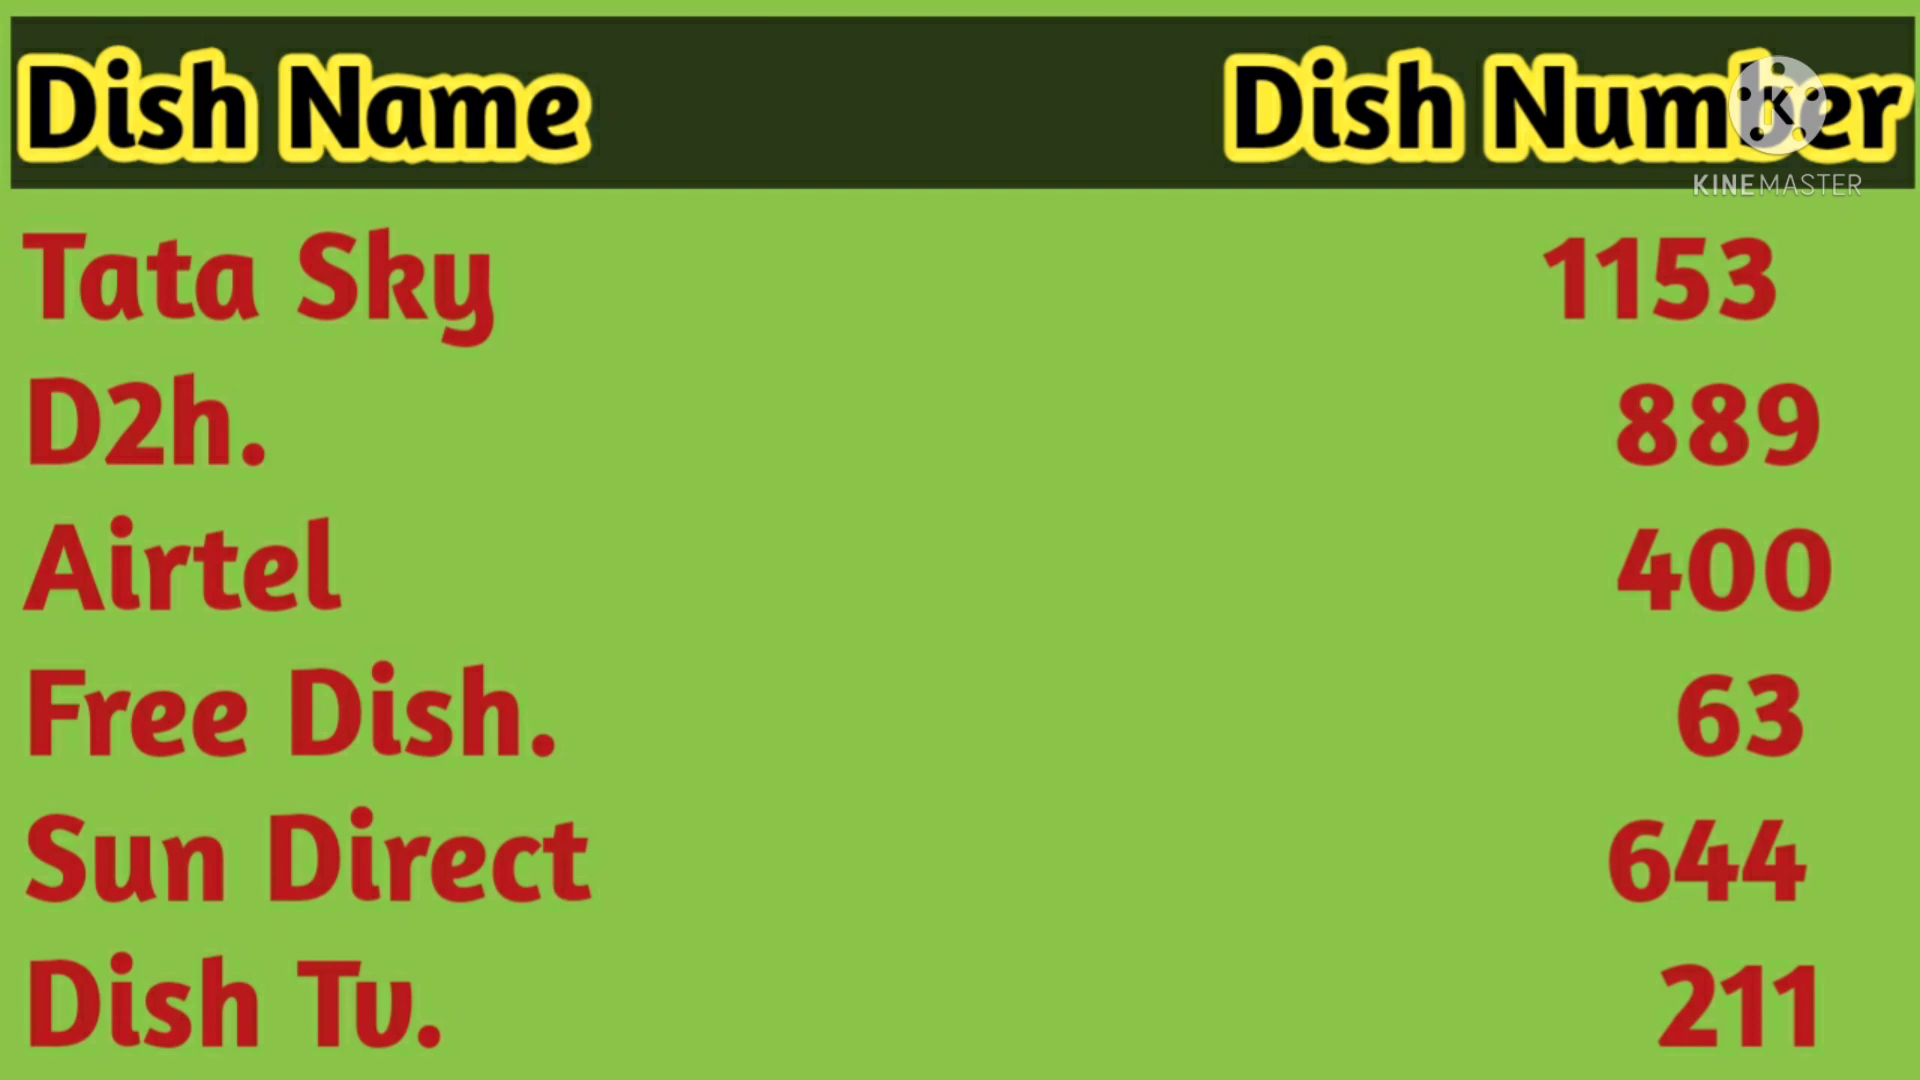 Dish Name Dish Number
KINEMASTER
Tata Sky 1153
D2h. 889
Airtel 400
Free Dish. 63
Sun Direct 644
Dish Tv. 211